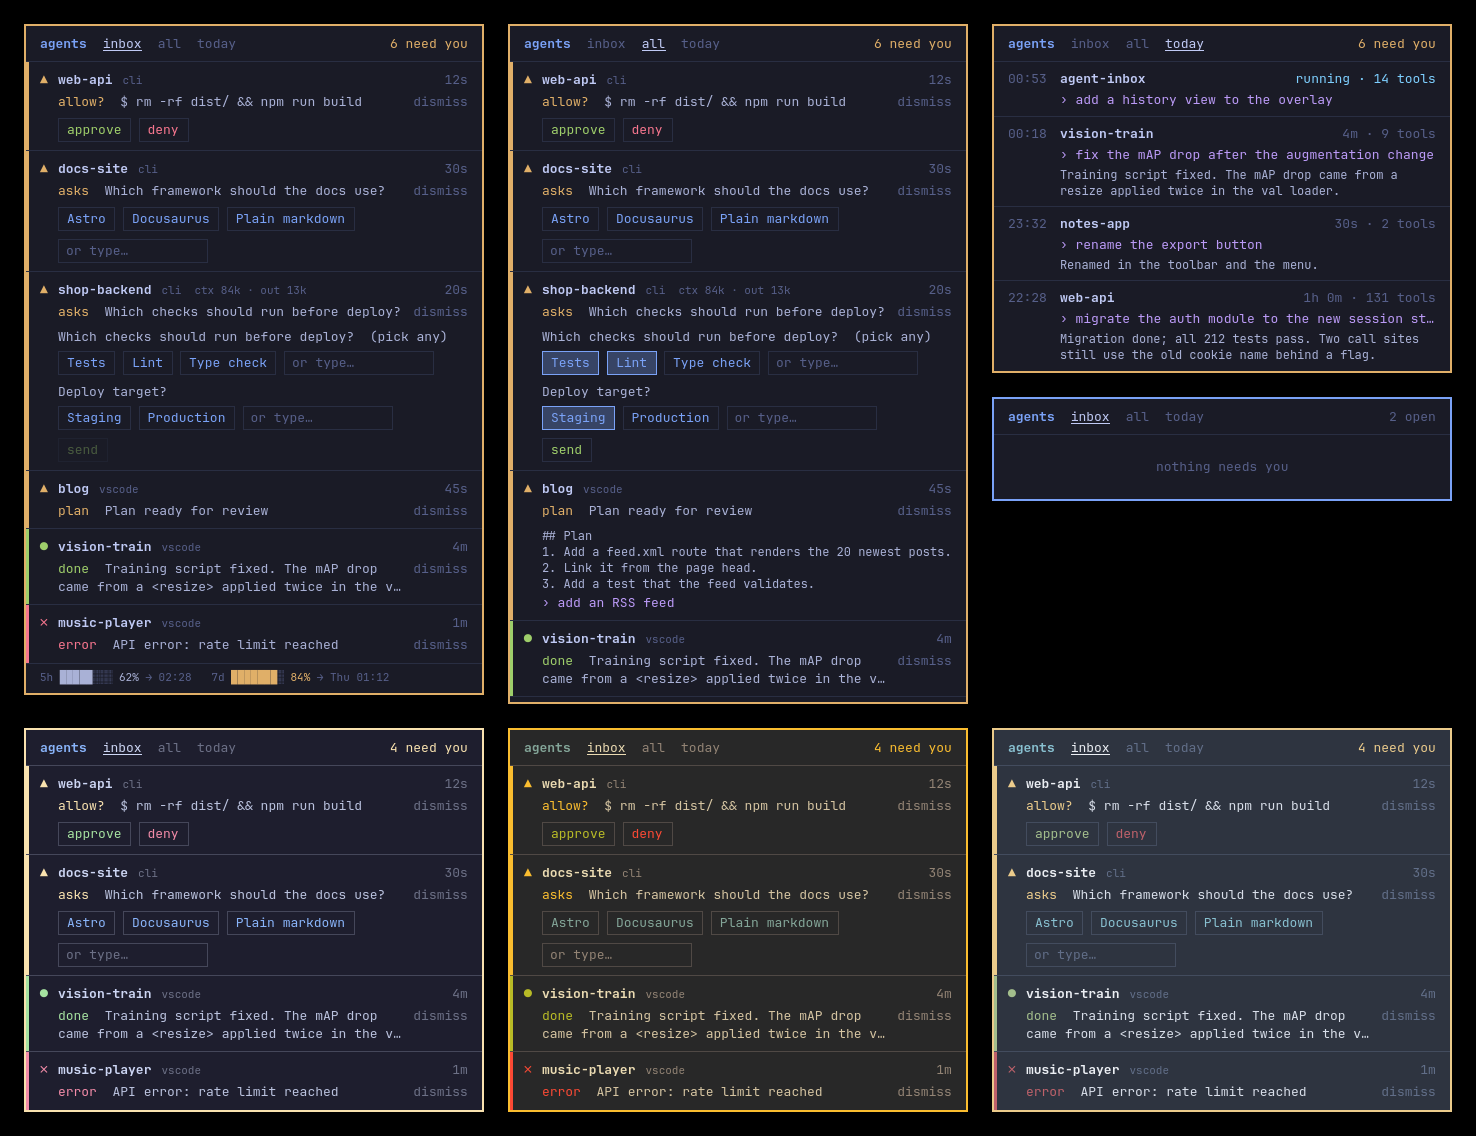 agents inbox all today 6 need you
▲ web-api cli 12s
allow? $ rm -rf dist/ && npm run build dismiss
approve deny
▲ docs-site cli 30s
asks Which framework should the docs use? dismiss
Astro Docusaurus Plain markdown
or type…
▲ shop-backend cli ctx 84k · out 13k 20s
asks Which checks should run before deploy? dismiss
Which checks should run before deploy? (pick any)
Tests Lint Type check or type…
Deploy target?
Staging Production or type…
send
▲ blog vscode 45s
plan Plan ready for review dismiss
● vision-train vscode 4m
done Training script fixed. The mAP drop dismiss
came from a <resize> applied twice in the v…
✕ music-player vscode 1m
error API error: rate limit reached dismiss
5h 62% → 02:28 7d 84% → Thu 01:12
agents inbox all today 6 need you
▲ web-api cli 12s
allow? $ rm -rf dist/ && npm run build dismiss
approve deny
▲ docs-site cli 30s
asks Which framework should the docs use? dismiss
Astro Docusaurus Plain markdown
or type…
▲ shop-backend cli ctx 84k · out 13k 20s
asks Which checks should run before deploy? dismiss
Which checks should run before deploy? (pick any)
Tests Lint Type check or type…
Deploy target?
Staging Production or type…
send
▲ blog vscode 45s
plan Plan ready for review dismiss
## Plan
1. Add a feed.xml route that renders the 20 newest posts.
2. Link it from the page head.
3. Add a test that the feed validates.
› add an RSS feed
● vision-train vscode 4m
done Training script fixed. The mAP drop dismiss
came from a <resize> applied twice in the v…
agents inbox all today 6 need you
00:53 agent-inbox running · 14 tools
› add a history view to the overlay
00:18 vision-train 4m · 9 tools
› fix the mAP drop after the augmentation change
Training script fixed. The mAP drop came from a
resize applied twice in the val loader.
23:32 notes-app 30s · 2 tools
› rename the export button
Renamed in the toolbar and the menu.
22:28 web-api 1h 0m · 131 tools
› migrate the auth module to the new session st…
Migration done; all 212 tests pass. Two call sites
still use the old cookie name behind a flag.
agents inbox all today 2 open
nothing needs you
agents inbox all today 4 need you
▲ web-api cli 12s
allow? $ rm -rf dist/ && npm run build dismiss
approve deny
▲ docs-site cli 30s
asks Which framework should the docs use? dismiss
Astro Docusaurus Plain markdown
or type…
● vision-train vscode 4m
done Training script fixed. The mAP drop dismiss
came from a <resize> applied twice in the v…
✕ music-player vscode 1m
error API error: rate limit reached dismiss
agents inbox all today 4 need you
▲ web-api cli 12s
allow? $ rm -rf dist/ && npm run build dismiss
approve deny
▲ docs-site cli 30s
asks Which framework should the docs use? dismiss
Astro Docusaurus Plain markdown
or type…
● vision-train vscode 4m
done Training script fixed. The mAP drop dismiss
came from a <resize> applied twice in the v…
✕ music-player vscode 1m
error API error: rate limit reached dismiss
agents inbox all today 4 need you
▲ web-api cli 12s
allow? $ rm -rf dist/ && npm run build dismiss
approve deny
▲ docs-site cli 30s
asks Which framework should the docs use? dismiss
Astro Docusaurus Plain markdown
or type…
● vision-train vscode 4m
done Training script fixed. The mAP drop dismiss
came from a <resize> applied twice in the v…
✕ music-player vscode 1m
error API error: rate limit reached dismiss